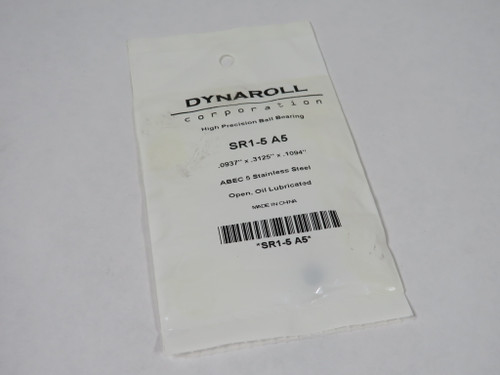 DYNAROLL
corporation
High Precision Ball Bearing
SR1-5 A5
.0937" x .3125" x .1094"
ABEC 5 Stainless Steel
Open, Oil Lubricated
MADE IN CHINA
*SR1-5 A5*